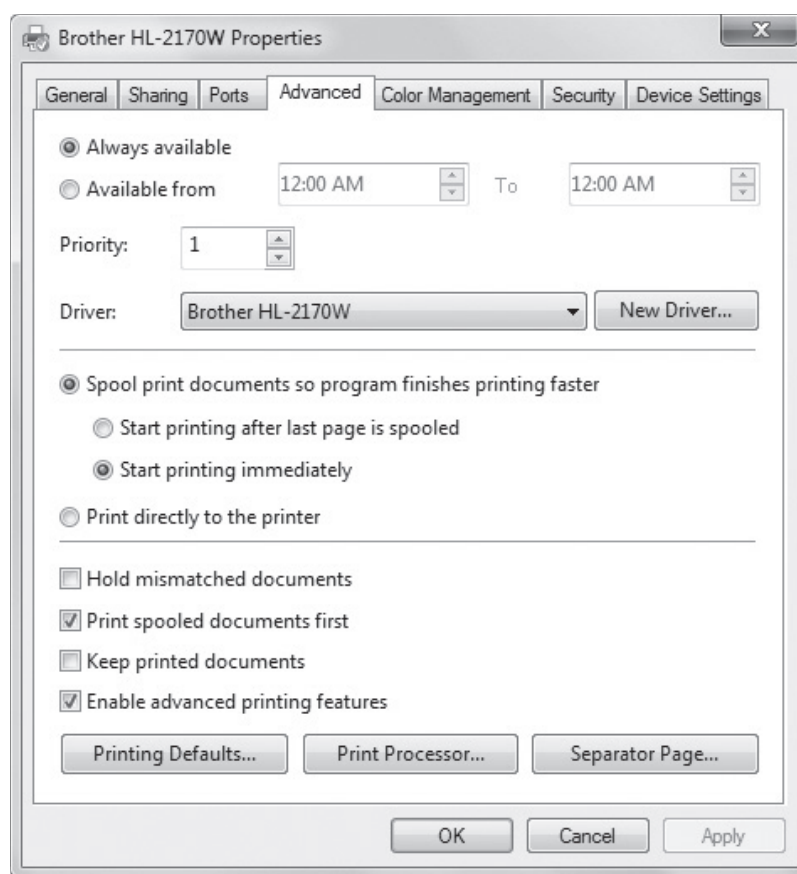 Brother HL-2170W Properties
General Sharing Ports Advanced Color Management Security Device Settings
Always available
Available from 12:00 AM To 12:00 AM
Priority: 1
Driver: Brother HL-2170W New Driver...
Spool print documents so program finishes printing faster
Start printing after last page is spooled
Start printing immediately
Print directly to the printer
Hold mismatched documents
Print spooled documents first
Keep printed documents
Enable advanced printing features
Printing Defaults... Print Processor... Separator Page...
OK Cancel Apply